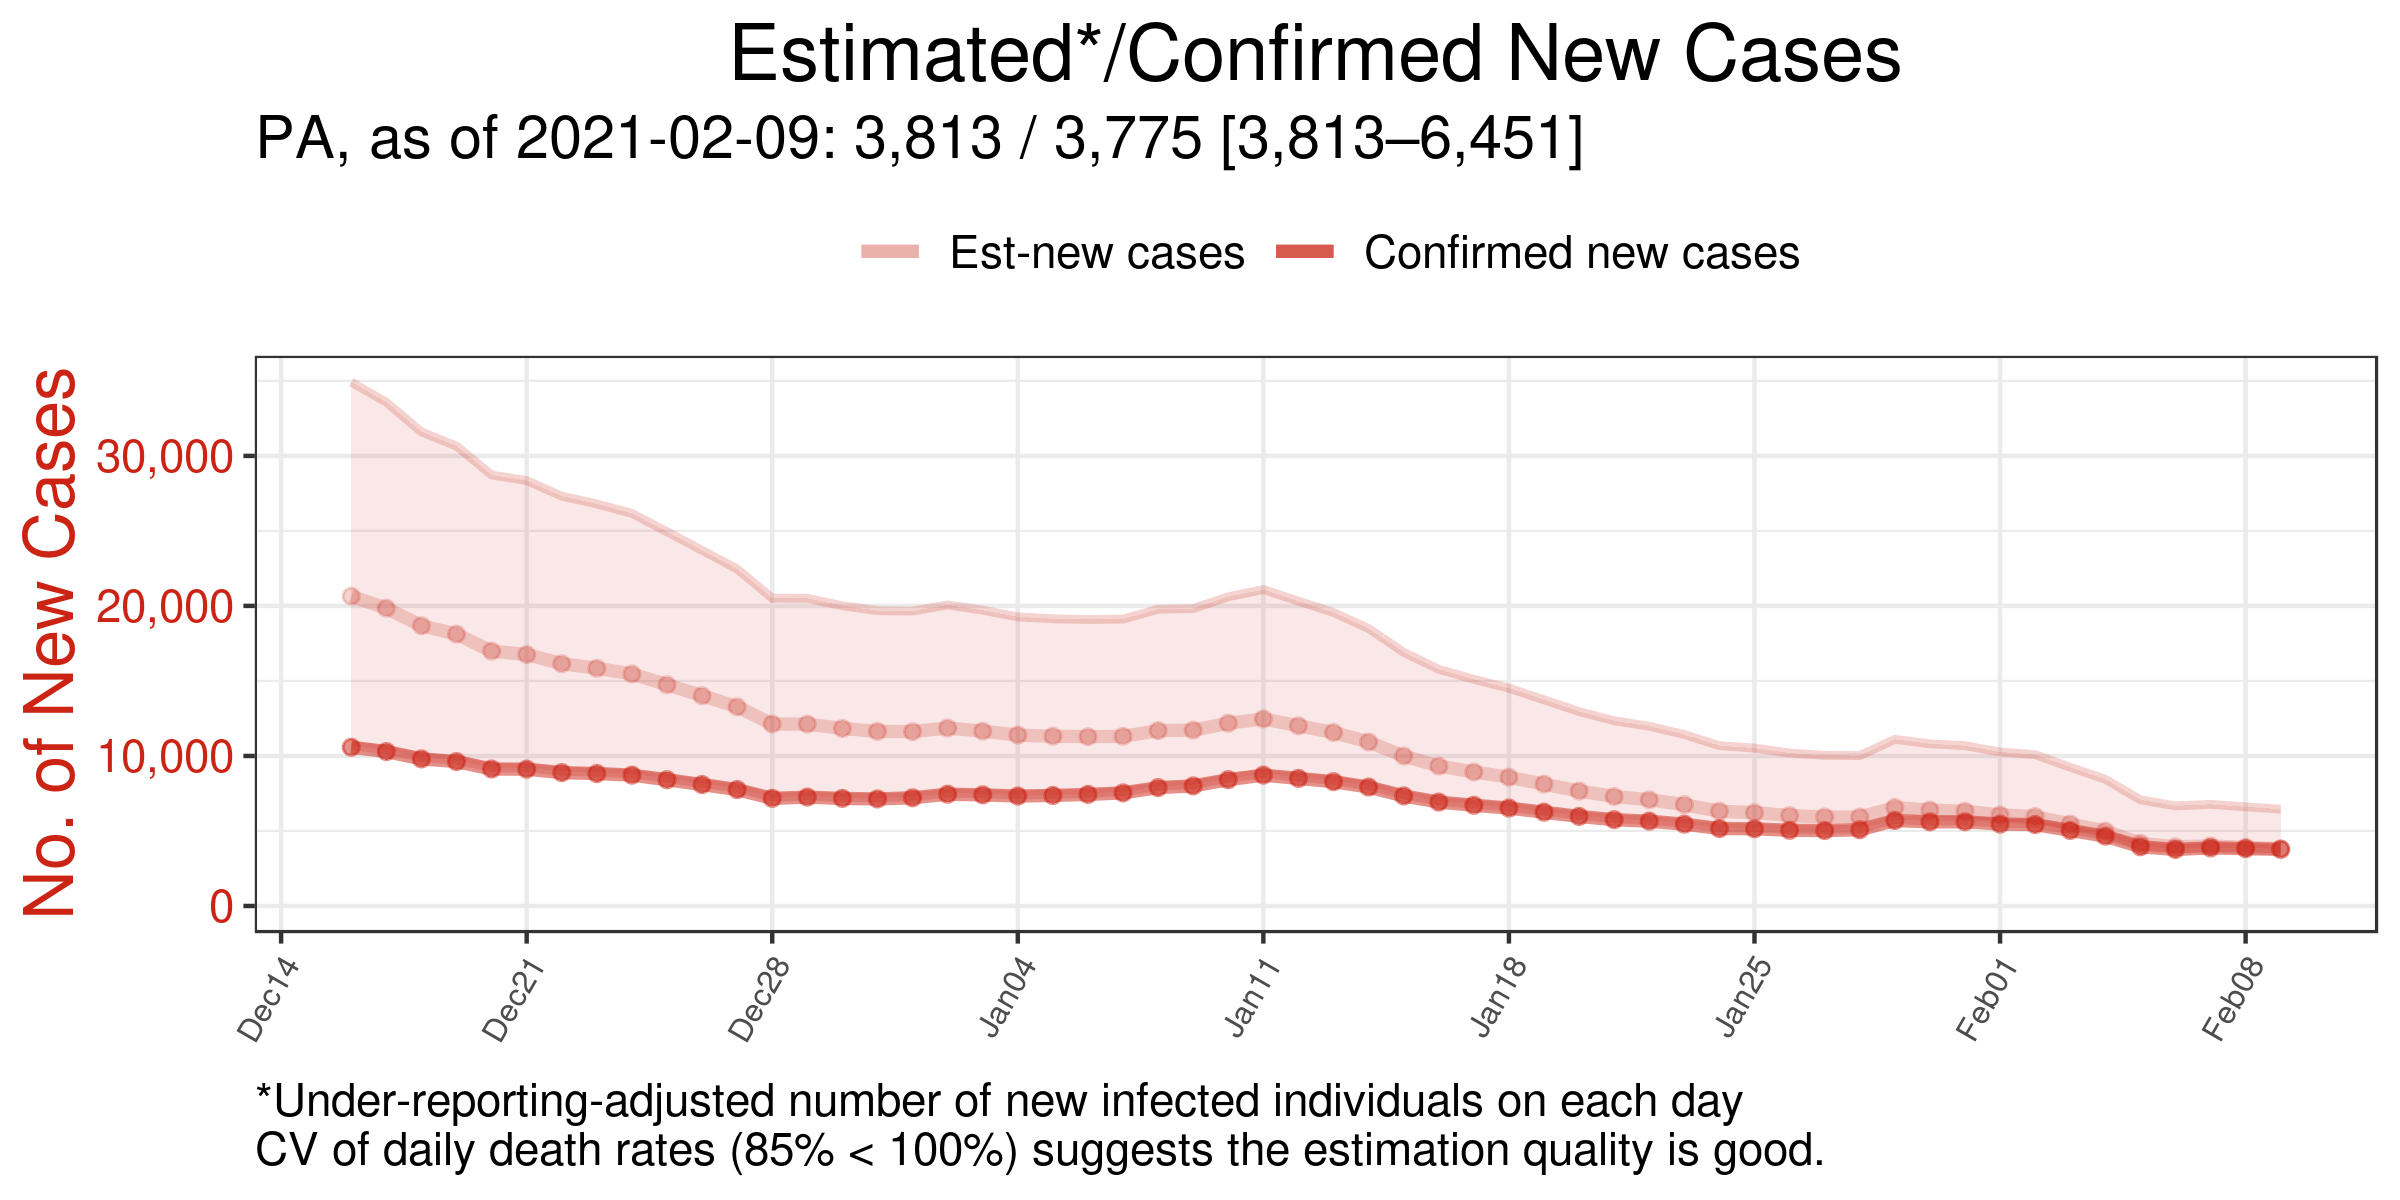 Estimated*/Confirmed New Cases
PA, as of 2021-02-09: 3,813 / 3,775 [3,813–6,451]
Est-new cases
Confirmed new cases
No. of New Cases
30,000
20,000
10,000
0
Dec14
Dec21
Dec28
Jan04
Jan11
Jan18
Jan25
Feb01
Feb08
*Under-reporting-adjusted number of new infected individuals on each day
CV of daily death rates (85% < 100%) suggests the estimation quality is good.